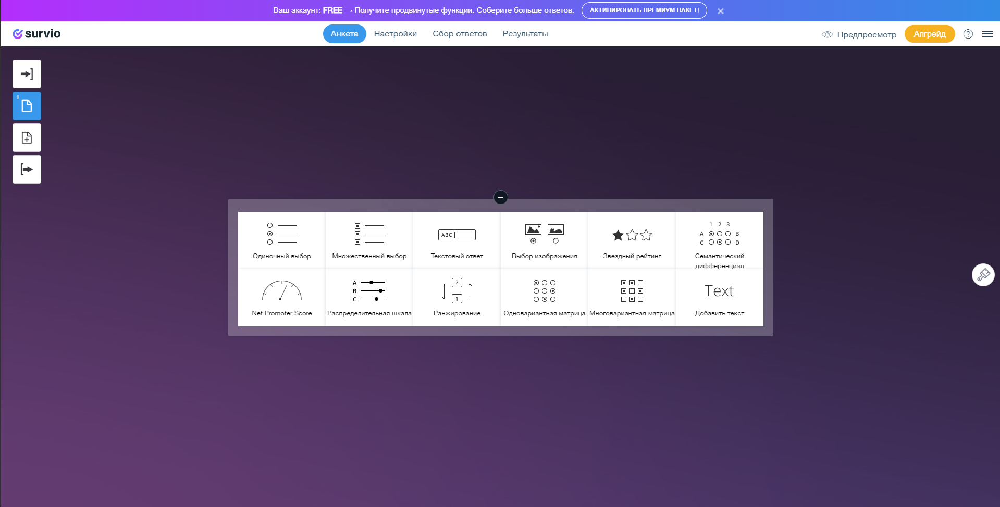 Ваш аккаунт: FREE → Получите продвинутые функции. Соберите больше ответов. АКТИВИРОВАТЬ ПРЕМИУМ ПАКЕТ!
survio Анкета Настройки Сбор ответов Результаты Предпросмотр Апгрейд ?
1
1 2 3
A B
C D
ABC
Одиночный выбор Множественный выбор Текстовый ответ Выбор изображения Звездный рейтинг Семантический дифференциал
A
B
C
2
1
Text
Net Promoter Score Распределительная шкала Ранжирование Одновариантная матрица Многовариантная матрица Добавить текст